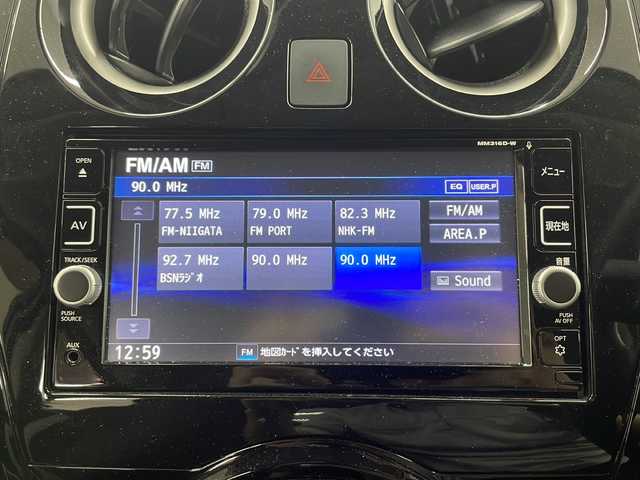 MM316D-W
OPEN
メニュー
FM/AM FM
90.0 MHz
EQ USER.P
AV
77.5 MHz
FM-NIIGATA
79.0 MHz
FM PORT
82.3 MHz
NHK-FM
FM/AM
AREA.P
現在地
92.7 MHz
BSNﾗｼﾞｵ
90.0 MHz
90.0 MHz
Sound
TRACK/SEEK
音量
PUSH
SOURCE
PUSH
AV OFF
AUX
OPT
12:59
FM 地図ｶｰﾄﾞを挿入してください